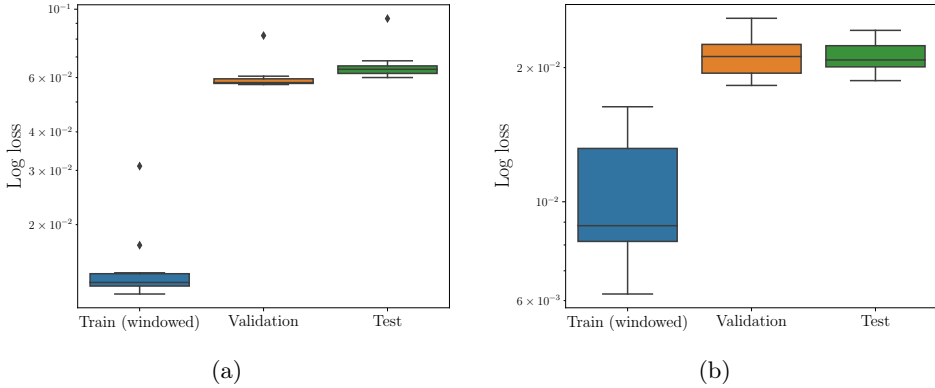 10⁻¹
6 × 10⁻²
4 × 10⁻²
3 × 10⁻²
2 × 10⁻²
Log loss
Train (windowed) Validation Test
(a)
2 × 10⁻²
10⁻²
6 × 10⁻³
Log loss
Train (windowed) Validation Test
(b)